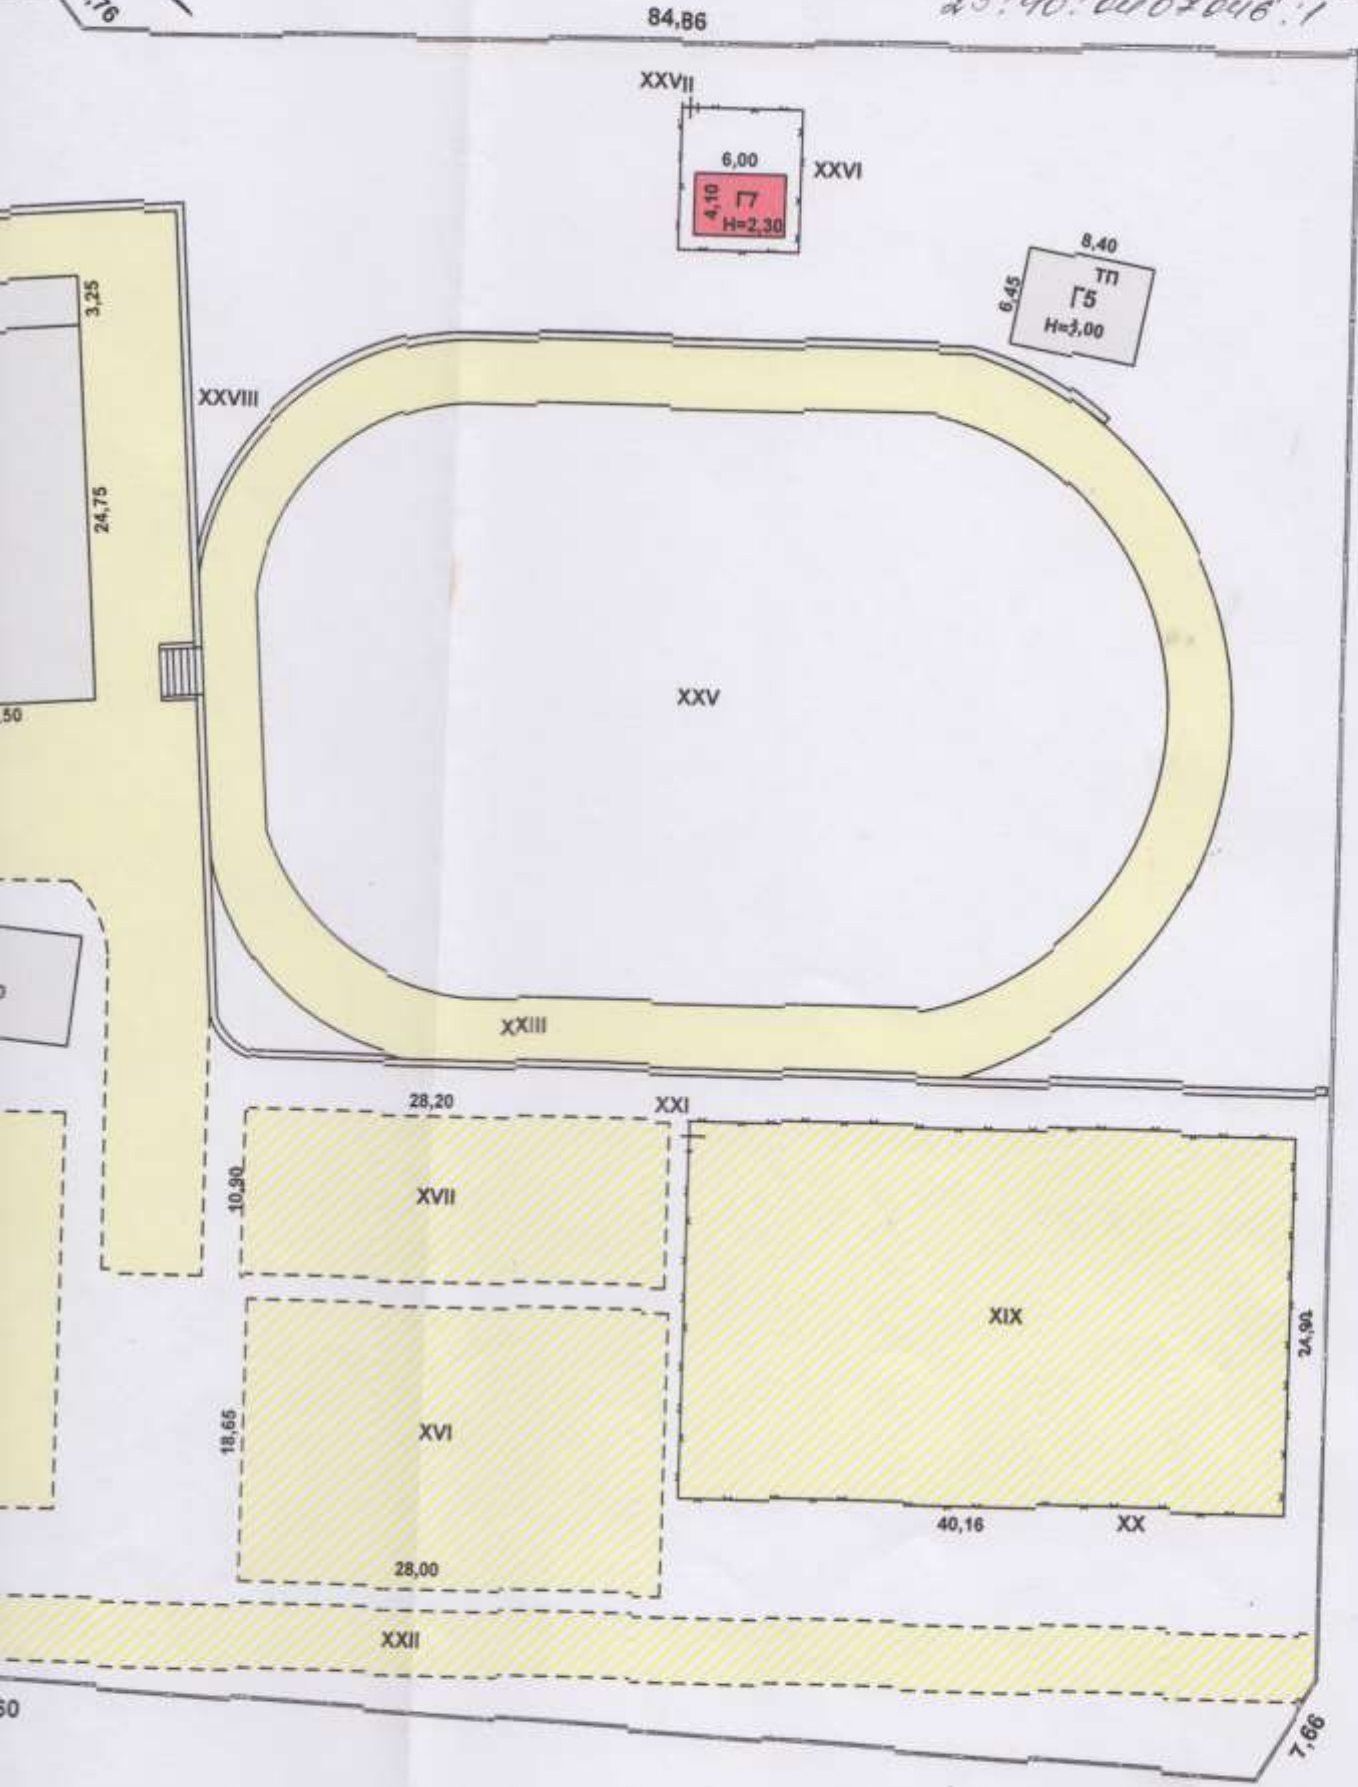 ,76
84,86
XXVII
6,00
XXVI
4,10
Г7
Н=2,30
8,40
ТП
6,45
Г5
3,25
XXVIII
24,75
XXV
,50
XXIII
28,20
XXI
10,90
XVII
XIX
24,90
18,65
XVI
40,16
XX
28,00
XXII
7,66